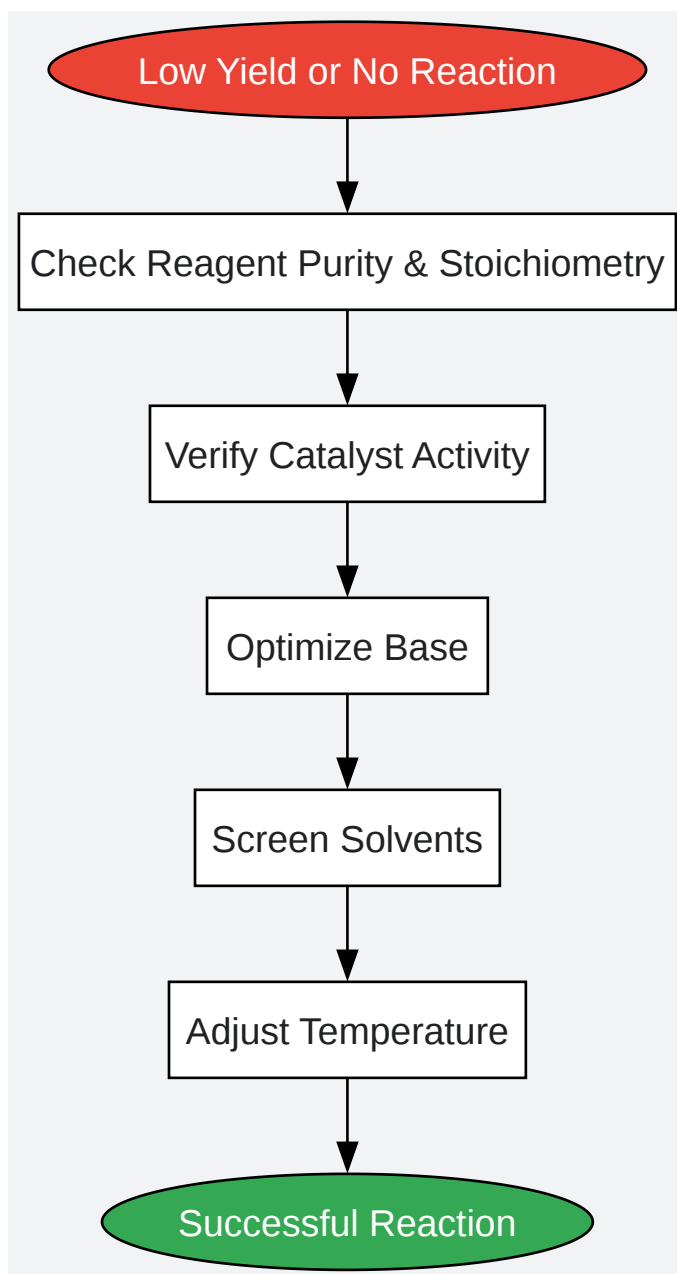 Low Yield or No Reaction
Check Reagent Purity & Stoichiometry
Verify Catalyst Activity
Optimize Base
Screen Solvents
Adjust Temperature
Successful Reaction